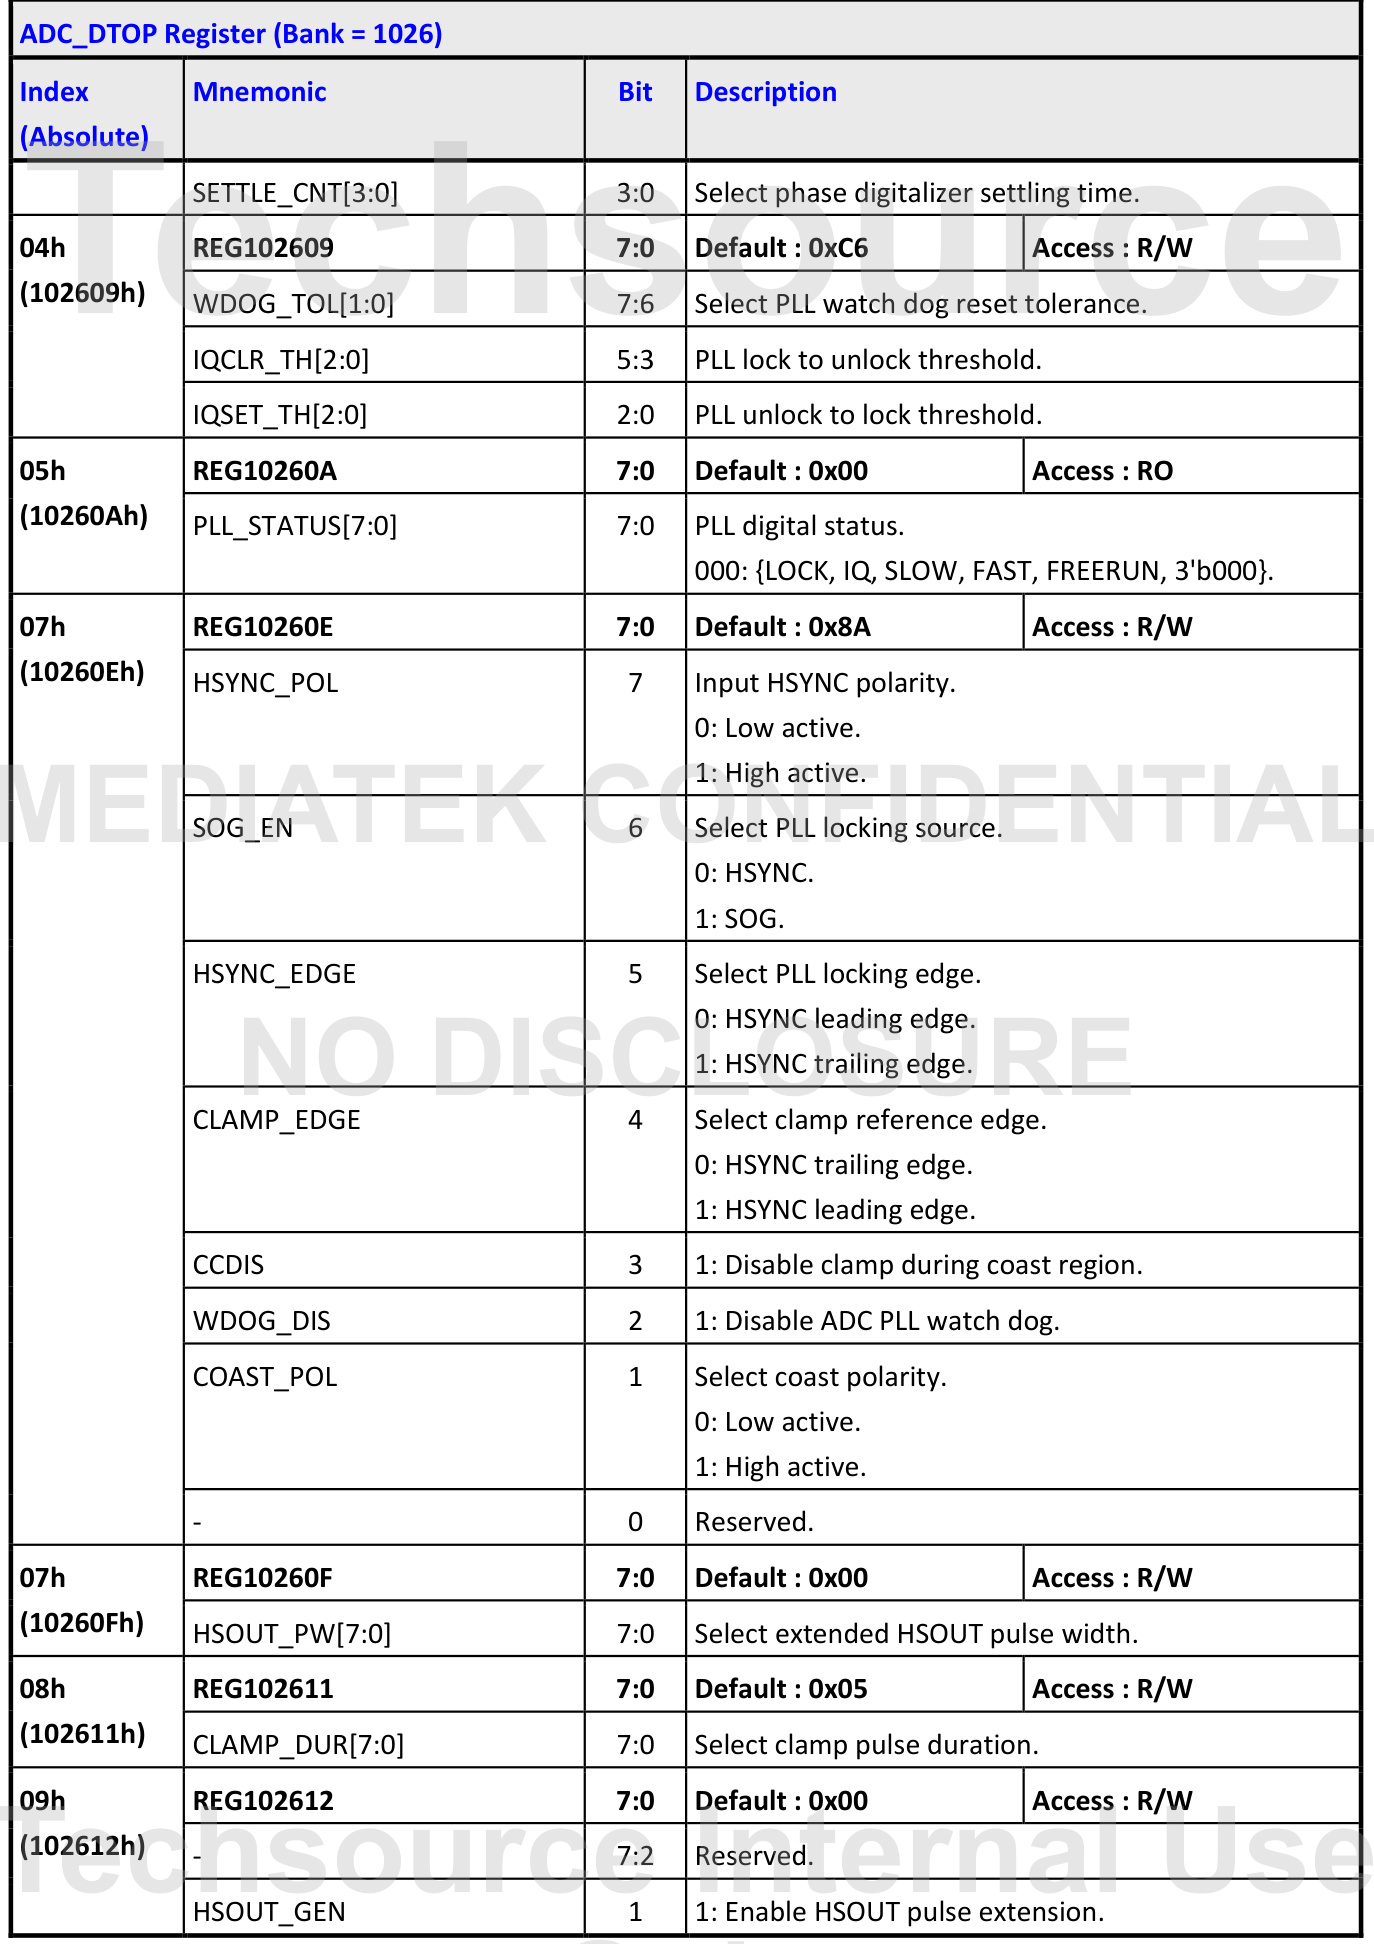 ADC_DTOP Register (Bank = 1026)
Index (Absolute) Mnemonic Bit Description
SETTLE_CNT[3:0] 3:0 Select phase digitalizer settling time.
04h (102609h) REG102609 7:0 Default : 0xC6 Access : R/W
WDOG_TOL[1:0] 7:6 Select PLL watch dog reset tolerance.
IQCLR_TH[2:0] 5:3 PLL lock to unlock threshold.
IQSET_TH[2:0] 2:0 PLL unlock to lock threshold.
05h (10260Ah) REG10260A 7:0 Default : 0x00 Access : RO
PLL_STATUS[7:0] 7:0 PLL digital status.
000: {LOCK, IQ, SLOW, FAST, FREERUN, 3'b000}.
07h (10260Eh) REG10260E 7:0 Default : 0x8A Access : R/W
HSYNC_POL 7 Input HSYNC polarity.
0: Low active.
1: High active.
SOG_EN 6 Select PLL locking source.
0: HSYNC.
1: SOG.
HSYNC_EDGE 5 Select PLL locking edge.
0: HSYNC leading edge.
1: HSYNC trailing edge.
CLAMP_EDGE 4 Select clamp reference edge.
0: HSYNC trailing edge.
1: HSYNC leading edge.
CCDIS 3 1: Disable clamp during coast region.
WDOG_DIS 2 1: Disable ADC PLL watch dog.
COAST_POL 1 Select coast polarity.
0: Low active.
1: High active.
- 0 Reserved.
07h (10260Fh) REG10260F 7:0 Default : 0x00 Access : R/W
HSOUT_PW[7:0] 7:0 Select extended HSOUT pulse width.
08h (102611h) REG102611 7:0 Default : 0x05 Access : R/W
CLAMP_DUR[7:0] 7:0 Select clamp pulse duration.
09h (102612h) REG102612 7:0 Default : 0x00 Access : R/W
- 7:2 Reserved.
HSOUT_GEN 1 1: Enable HSOUT pulse extension.
Techsource
MEDIATEK CONFIDENTIAL
NO DISCLOSURE
Techsource Internal Use